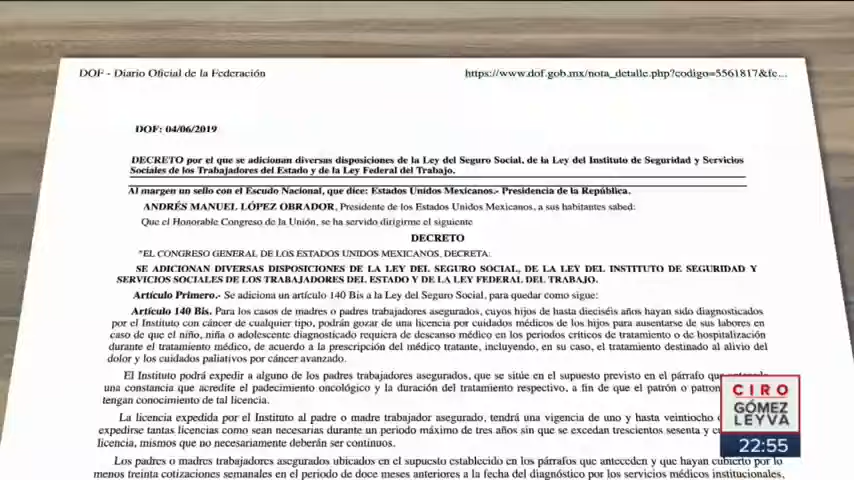 DOF - Diario Oficial de la Federación
https://www.dof.gob.mx/nota_detalle.php?codigo=5561817&fe...
DOF: 04/06/2019
DECRETO por el que se adicionan diversas disposiciones de la Ley del Seguro Social, de la Ley del Instituto de Seguridad y Servicios
Sociales de los Trabajadores del Estado y de la Ley Federal del Trabajo.
Al margen un sello con el Escudo Nacional, que dice: Estados Unidos Mexicanos.- Presidencia de la República.
ANDRÉS MANUEL LÓPEZ OBRADOR, Presidente de los Estados Unidos Mexicanos, a sus habitantes sabed:
Que el Honorable Congreso de la Unión, se ha servido dirigirme el siguiente
DECRETO
"EL CONGRESO GENERAL DE LOS ESTADOS UNIDOS MEXICANOS, DECRETA:
SE ADICIONAN DIVERSAS DISPOSICIONES DE LA LEY DEL SEGURO SOCIAL, DE LA LEY DEL INSTITUTO DE SEGURIDAD Y
SERVICIOS SOCIALES DE LOS TRABAJADORES DEL ESTADO Y DE LA LEY FEDERAL DEL TRABAJO.
Artículo Primero.- Se adiciona un artículo 140 Bis a la Ley del Seguro Social, para quedar como sigue:
Artículo 140 Bis. Para los casos de madres o padres trabajadores asegurados, cuyos hijos de hasta dieciséis años hayan sido diagnosticados
por el Instituto con cáncer de cualquier tipo, podrán gozar de una licencia por cuidados médicos de los hijos para ausentarse de sus labores en
caso de que el niño, niña o adolescente diagnosticado requiera de descanso médico en los periodos críticos de tratamiento o de hospitalización
durante el tratamiento médico, de acuerdo a la prescripción del médico tratante, incluyendo, en su caso, el tratamiento destinado al alivio del
dolor y los cuidados paliativos por cáncer avanzado.
El Instituto podrá expedir a alguno de los padres trabajadores asegurados, que se sitúe en el supuesto previsto en el párrafo que
una constancia que acredite el padecimiento oncológico y la duración del tratamiento respectivo, a fin de que el patrón o
tengan conocimiento de tal licencia.
La licencia expedida por el Instituto al padre o madre trabajador asegurado, tendrá una vigencia de uno y hasta veintiocho
expedirse tantas licencias como sean necesarias durante un periodo máximo de tres años sin que se excedan trescientos sesenta y
licencia, mismos que no necesariamente deberán ser continuos.
Los padres o madres trabajadores asegurados ubicados en el supuesto establecido en los párrafos que anteceden y que hayan cubierto por lo
menos treinta cotizaciones semanales en el periodo de doce meses anteriores a la fecha del diagnóstico por los servicios médicos institucionales,
CIRO
GÓMEZ
LEYVA
22:55